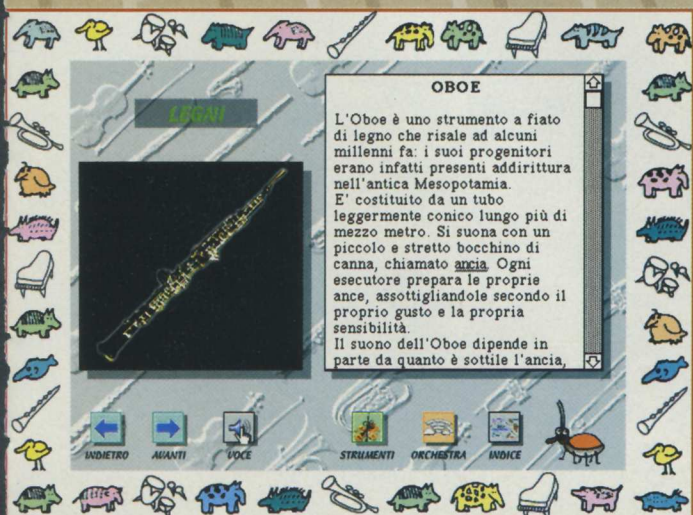 LEGNI
OBOE
L'Oboe è uno strumento a fiato
di legno che risale ad alcuni
millenni fa: i suoi progenitori
erano infatti presenti addirittura
nell'antica Mesopotamia.
E' costituito da un tubo
leggermente conico lungo più di
mezzo metro. Si suona con un
piccolo e stretto bocchino di
canna, chiamato ancia. Ogni
esecutore prepara le proprie
ance, assottigliandole secondo il
proprio gusto e la propria
sensibilità.
Il suono dell'Oboe dipende in
parte da quanto è sottile l'ancia,
INDIETRO AVANTI VOCE STRUMENTI ORCHESTRA INDICE